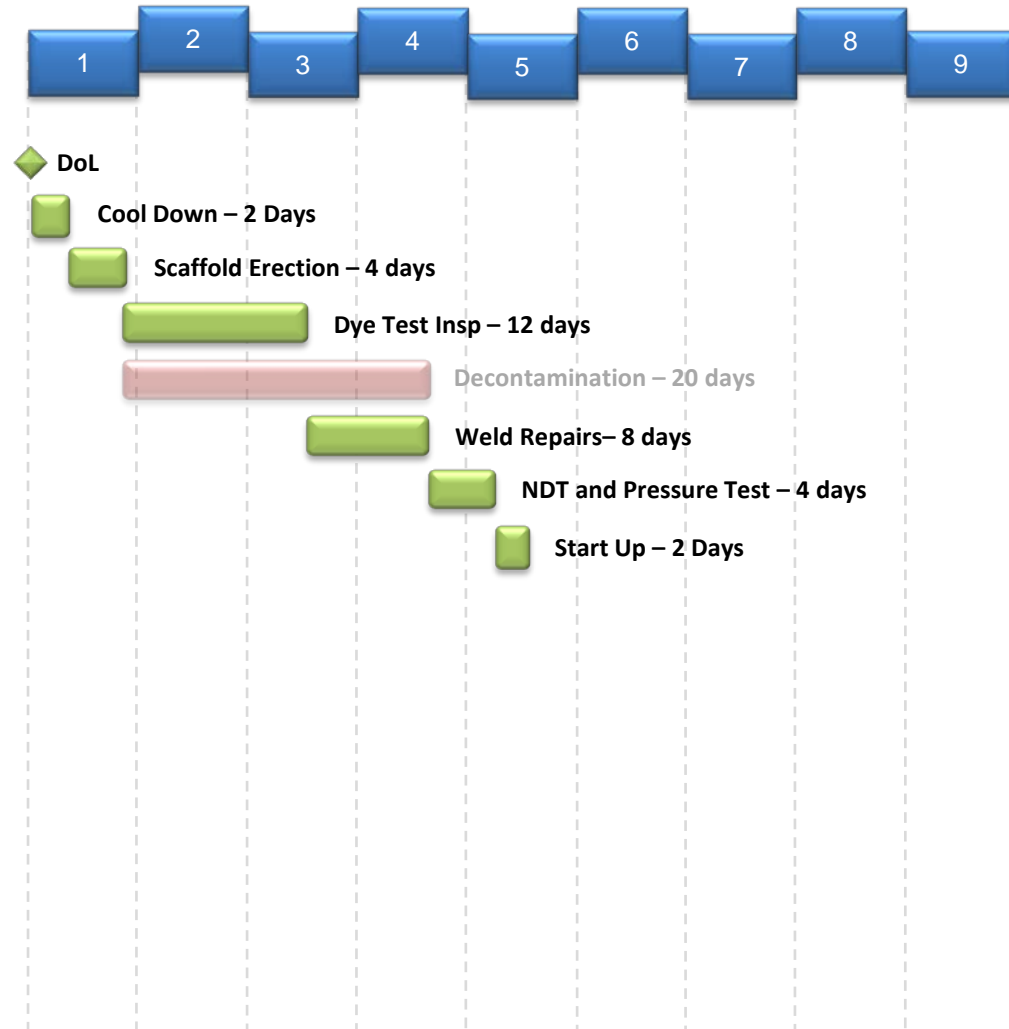 1
2
3
4
5
6
7
8
9
DoL
Cool Down – 2 Days
Scaffold Erection – 4 days
Dye Test Insp – 12 days
Decontamination – 20 days
Weld Repairs– 8 days
NDT and Pressure Test – 4 days
Start Up – 2 Days